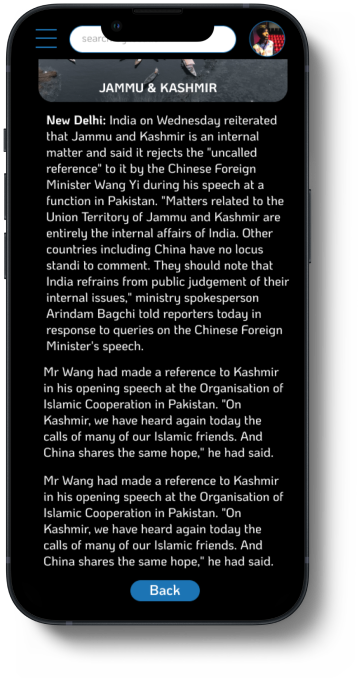 search
JAMMU & KASHMIR
New Delhi: India on Wednesday reiterated
that Jammu and Kashmir is an internal
matter and said it rejects the "uncalled
reference" to it by the Chinese Foreign
Minister Wang Yi during his speech at a
function in Pakistan. "Matters related to the
Union Territory of Jammu and Kashmir are
entirely the internal affairs of India. Other
countries including China have no locus
standi to comment. They should note that
India refrains from public judgement of their
internal issues," ministry spokesperson
Arindam Bagchi told reporters today in
response to queries on the Chinese Foreign
Minister's speech.
Mr Wang had made a reference to Kashmir
in his opening speech at the Organisation of
Islamic Cooperation in Pakistan. "On
Kashmir, we have heard again today the
calls of many of our Islamic friends. And
China shares the same hope," he had said.
Mr Wang had made a reference to Kashmir
in his opening speech at the Organisation of
Islamic Cooperation in Pakistan. "On
Kashmir, we have heard again today the
calls of many of our Islamic friends. And
China shares the same hope," he had said.
Back